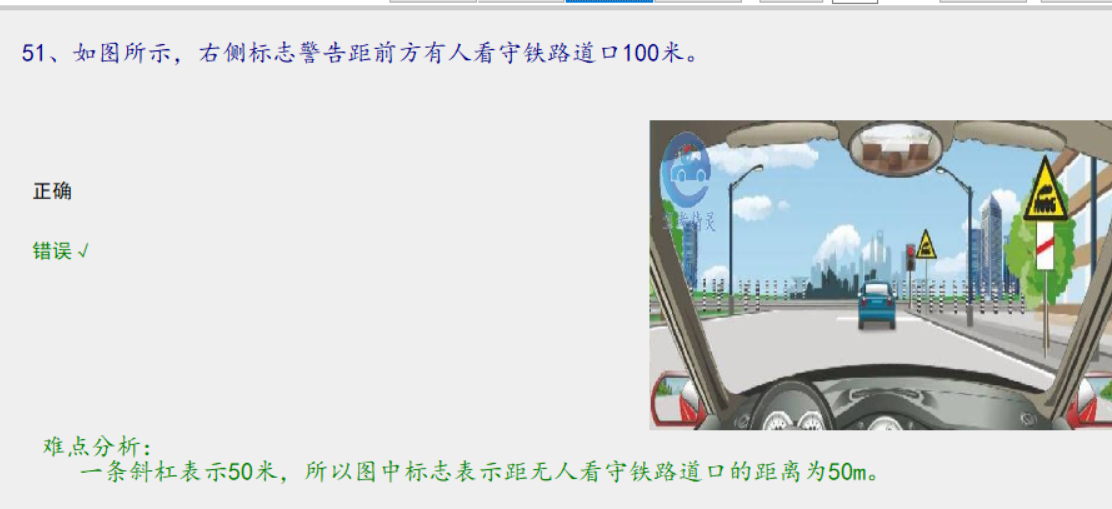 51、如图所示，右侧标志警告距前方有人看守铁路道口100米。
正确
错误 √
难点分析：
一条斜杠表示50米，所以图中标志表示距无人看守铁路道口的距离为50m。